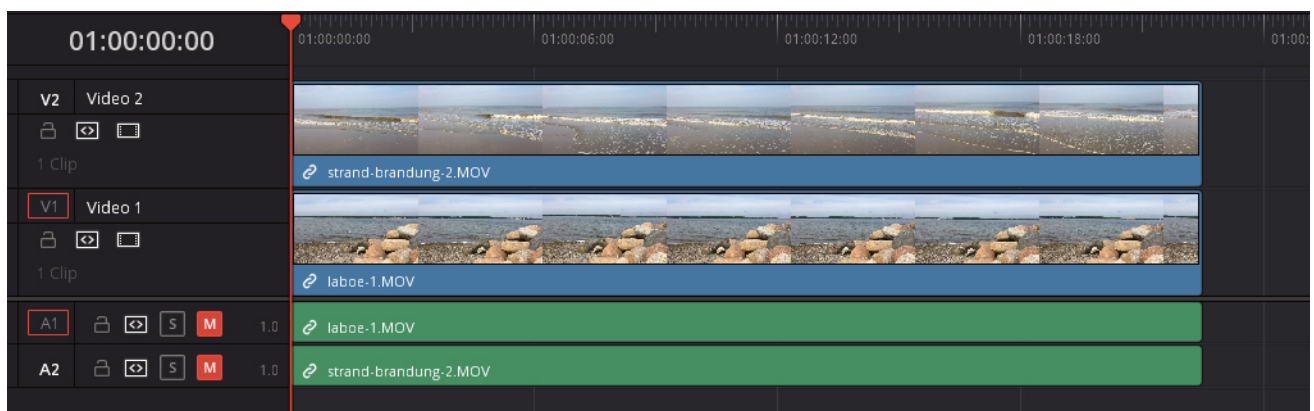 01:00:00:00
01:00:00:00 01:00:06:00 01:00:12:00 01:00:18:00 01:00:
V2 Video 2
1 Clip
strand-brandung-2.MOV
V1 Video 1
1 Clip
laboe-1.MOV
A1 S M 1.0 laboe-1.MOV
A2 S M 1.0 strand-brandung-2.MOV